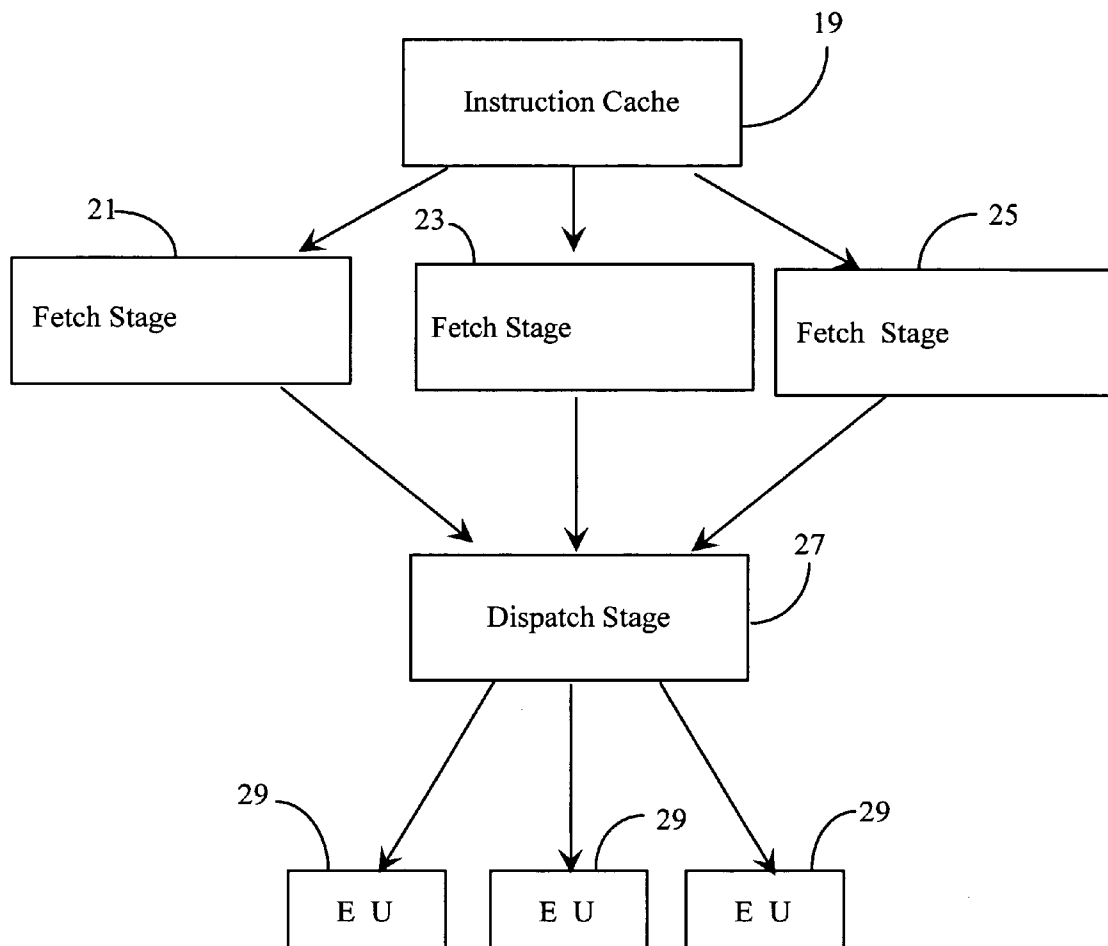 19
Instruction Cache
21
23
25
Fetch Stage
Fetch Stage
Fetch Stage
27
Dispatch Stage
29
29
29
E U
E U
E U